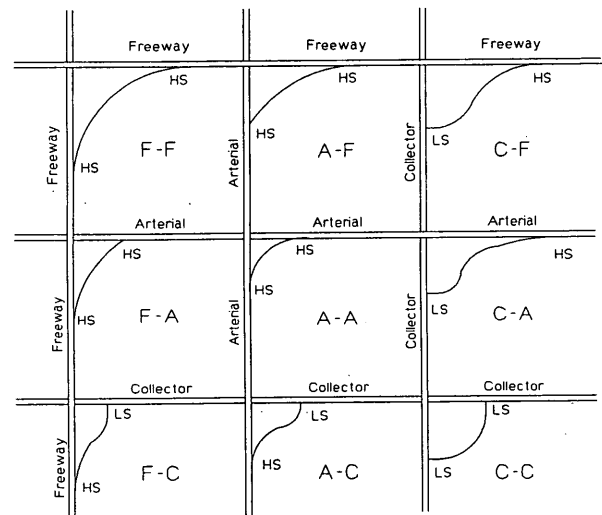 Freeway Freeway Freeway
HS HS HS
Freeway HS F-F Arterial HS A-F Collector LS C-F
Arterial Arterial Arterial
HS HS HS
Freeway HS F-A Arterial HS A-A Collector LS C-A
Collector Collector Collector
LS LS LS
Freeway HS F-C HS A-C LS C-C